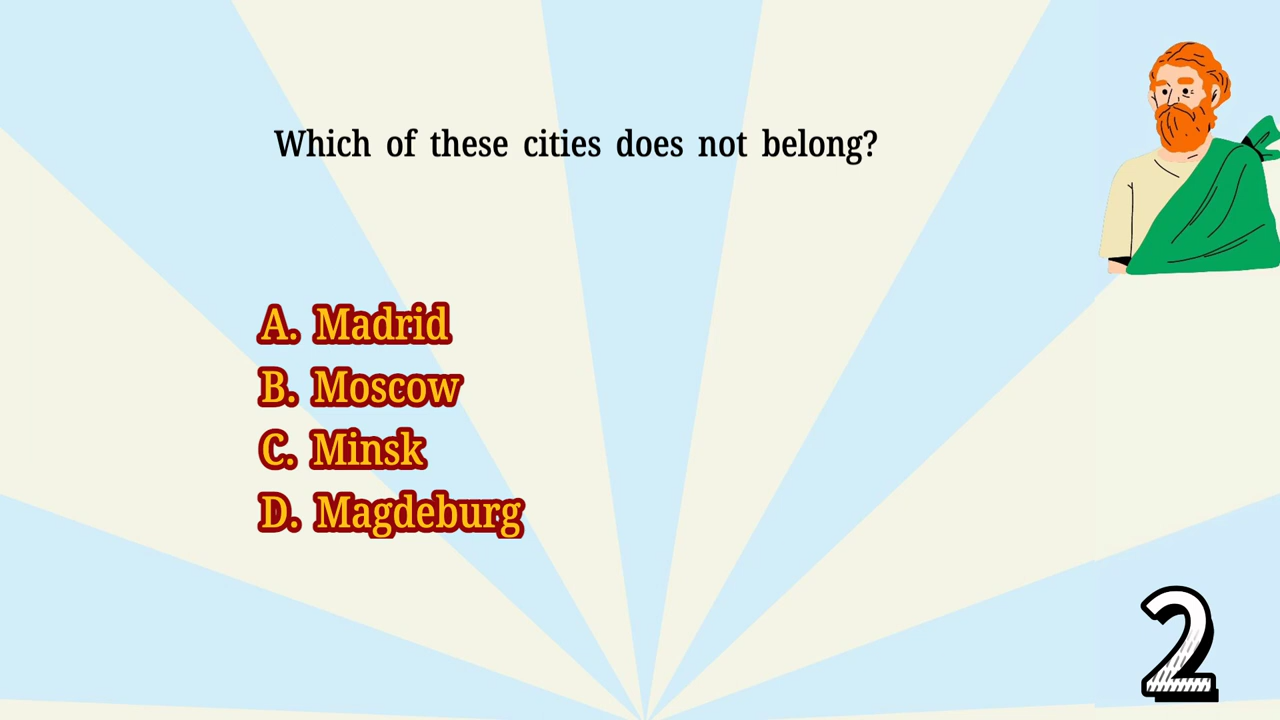 Which of these cities does not belong?
A. Madrid
B. Moscow
C. Minsk
D. Magdeburg
2